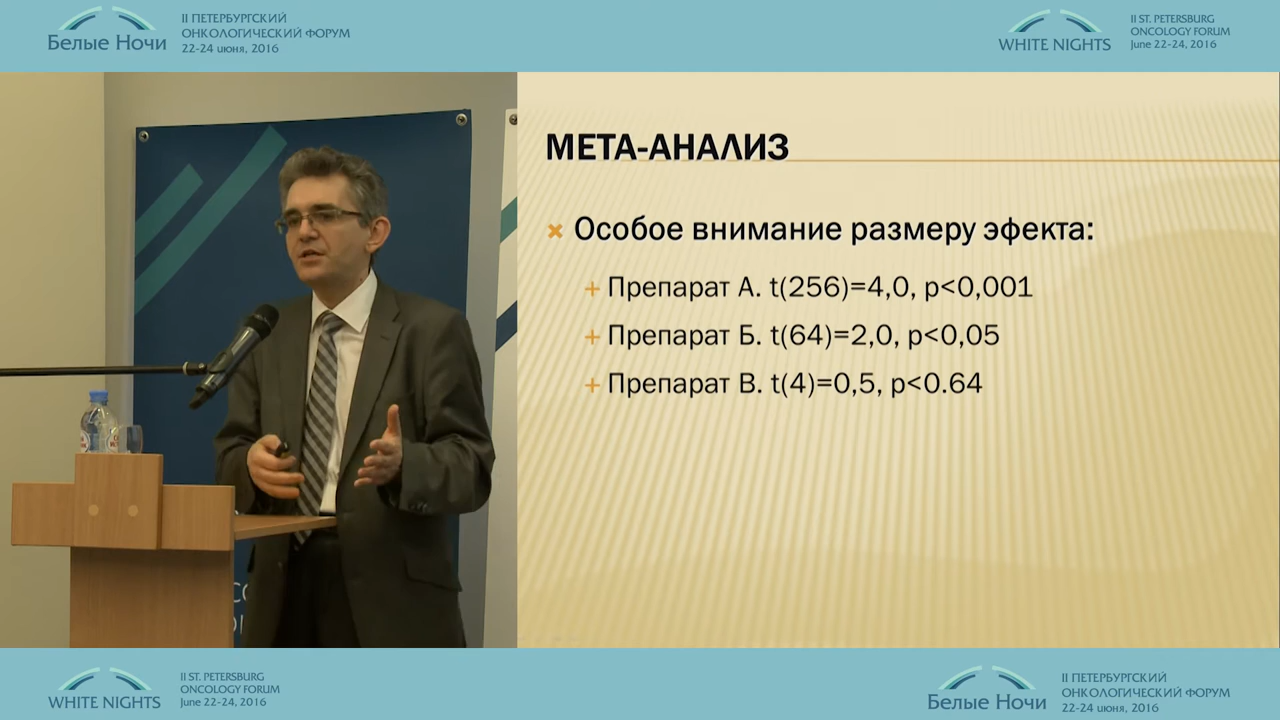 Белые Ночи
II ПЕТЕРБУРГСКИЙ
ОНКОЛОГИЧЕСКИЙ ФОРУМ
22-24 июня, 2016
WHITE NIGHTS
II ST. PETERSBURG
ONCOLOGY FORUM
June 22-24, 2016
МЕТА-АНАЛИЗ
Особое внимание размеру эфекта:
Препарат А. t(256)=4,0, p<0,001
Препарат Б. t(64)=2,0, p<0,05
Препарат В. t(4)=0,5, p<0.64
WHITE NIGHTS
II ST. PETERSBURG
ONCOLOGY FORUM
June 22-24, 2016
Белые Ночи
II ПЕТЕРБУРГСКИЙ
ОНКОЛОГИЧЕСКИЙ ФОРУМ
22-24 июня, 2016